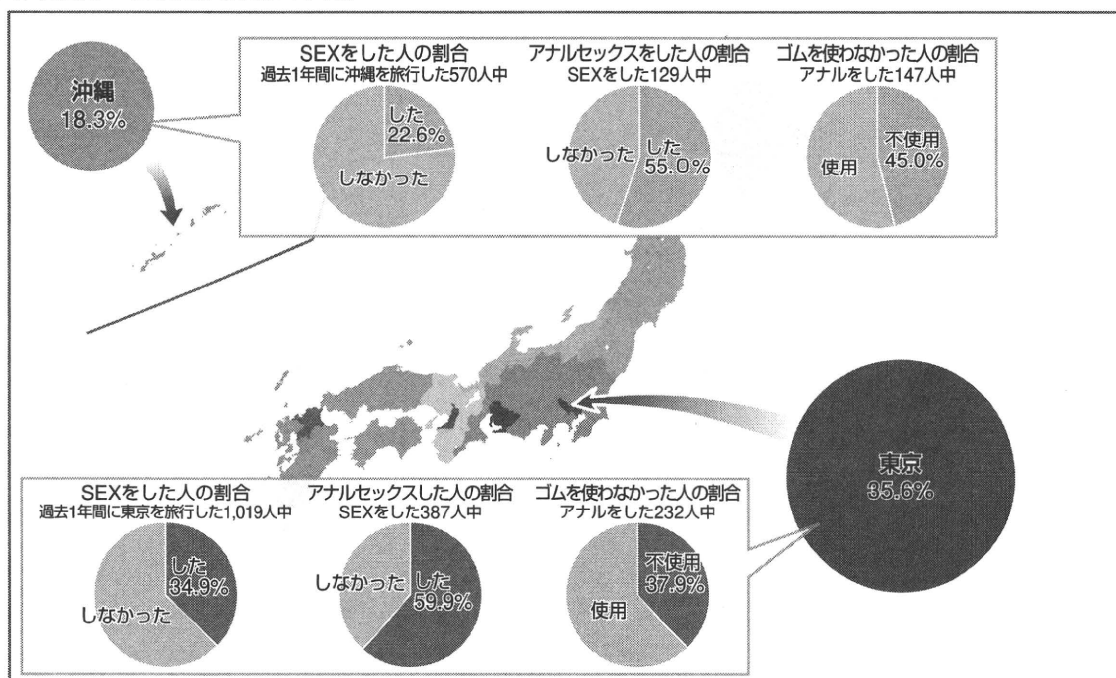 沖縄
18.3%
SEXをした人の割合
過去1年間に沖縄を旅行した570人中
した
22.6%
しなかった
アナルセックスをした人の割合
SEXをした129人中
しなかった
した
55.0%
ゴムを使わなかった人の割合
アナルをした147人中
使用
不使用
45.0%
東京
35.6%
SEXをした人の割合
過去1年間に東京を旅行した1,019人中
した
34.9%
しなかった
アナルセックスした人の割合
SEXをした387人中
しなかった
した
59.9%
ゴムを使わなかった人の割合
アナルをした232人中
不使用
37.9%
使用